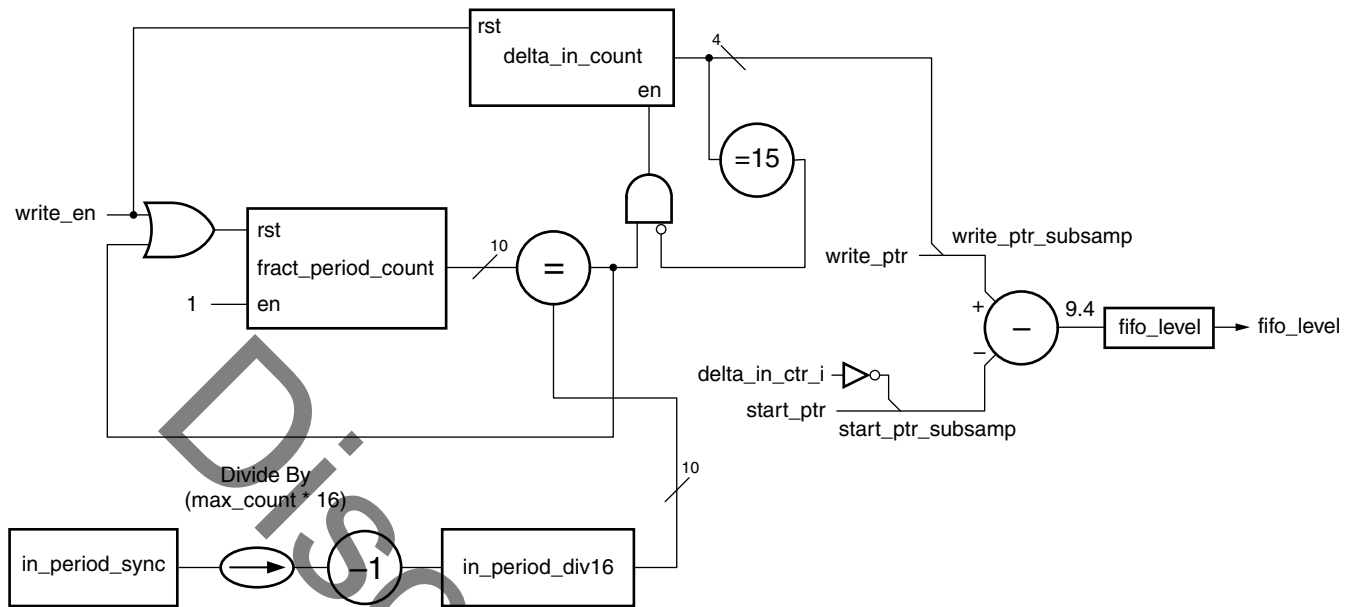 rst
delta_in_count
en
4
=15
write_en
rst
fract_period_count
1
en
10
=
write_ptr_subsamp
write_ptr
+
−
−
9.4
fifo_level
fifo_level
delta_in_ctr_i
start_ptr
start_ptr_subsamp
Divide By
(max_count * 16)
10
in_period_sync
−1
in_period_div16